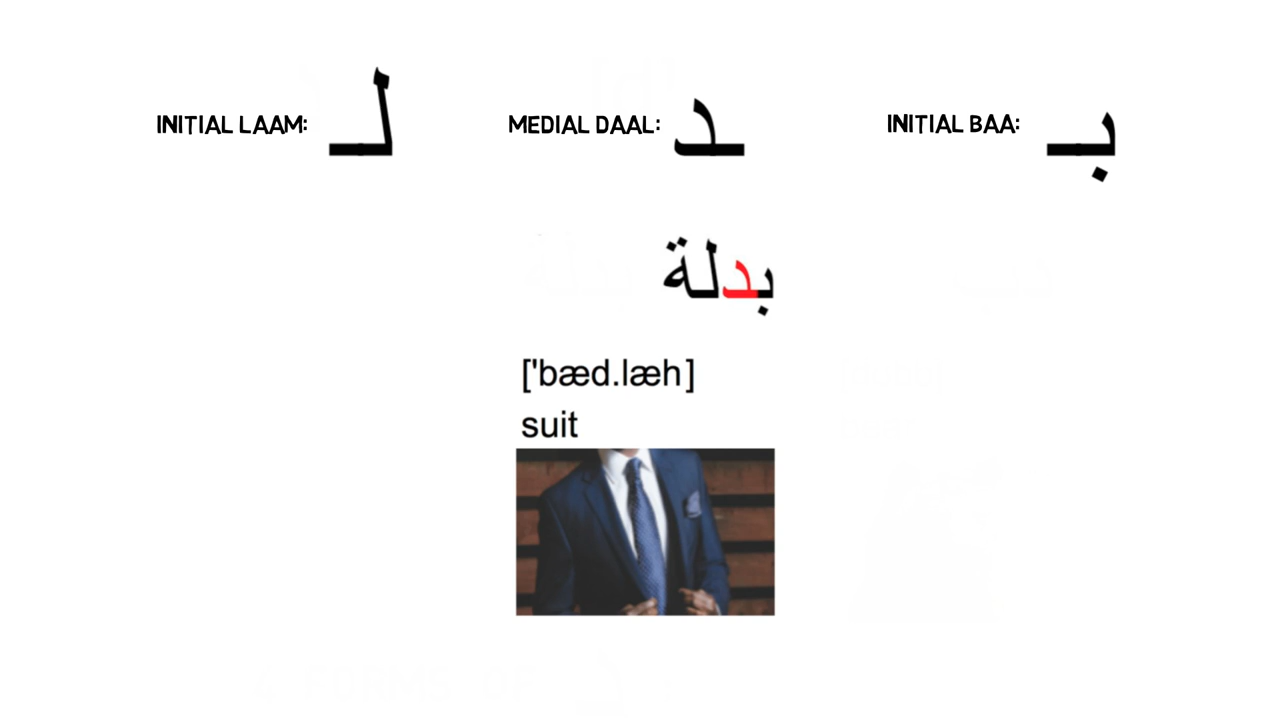 INITIAL LAAM: لـ
MEDIAL DAAL: ـد
INITIAL BAA: بـ
بدلة
['bæd.læh]
suit